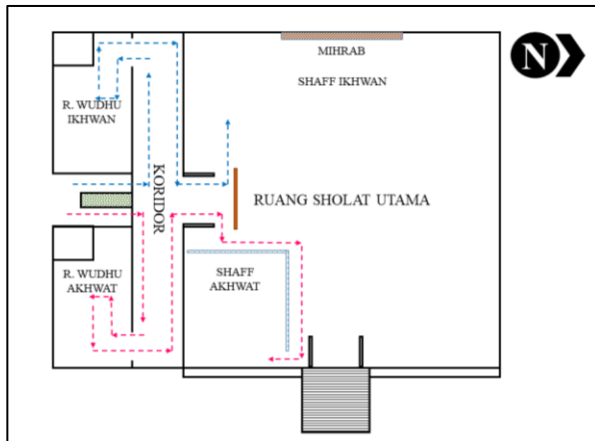 MIHRAB
SHAFF IKHWAN
N
R. WUDHU
IKHWAN
KORIDOR
RUANG SHOLAT UTAMA
R. WUDHU
AKHWAT
SHAFF
AKHWAT